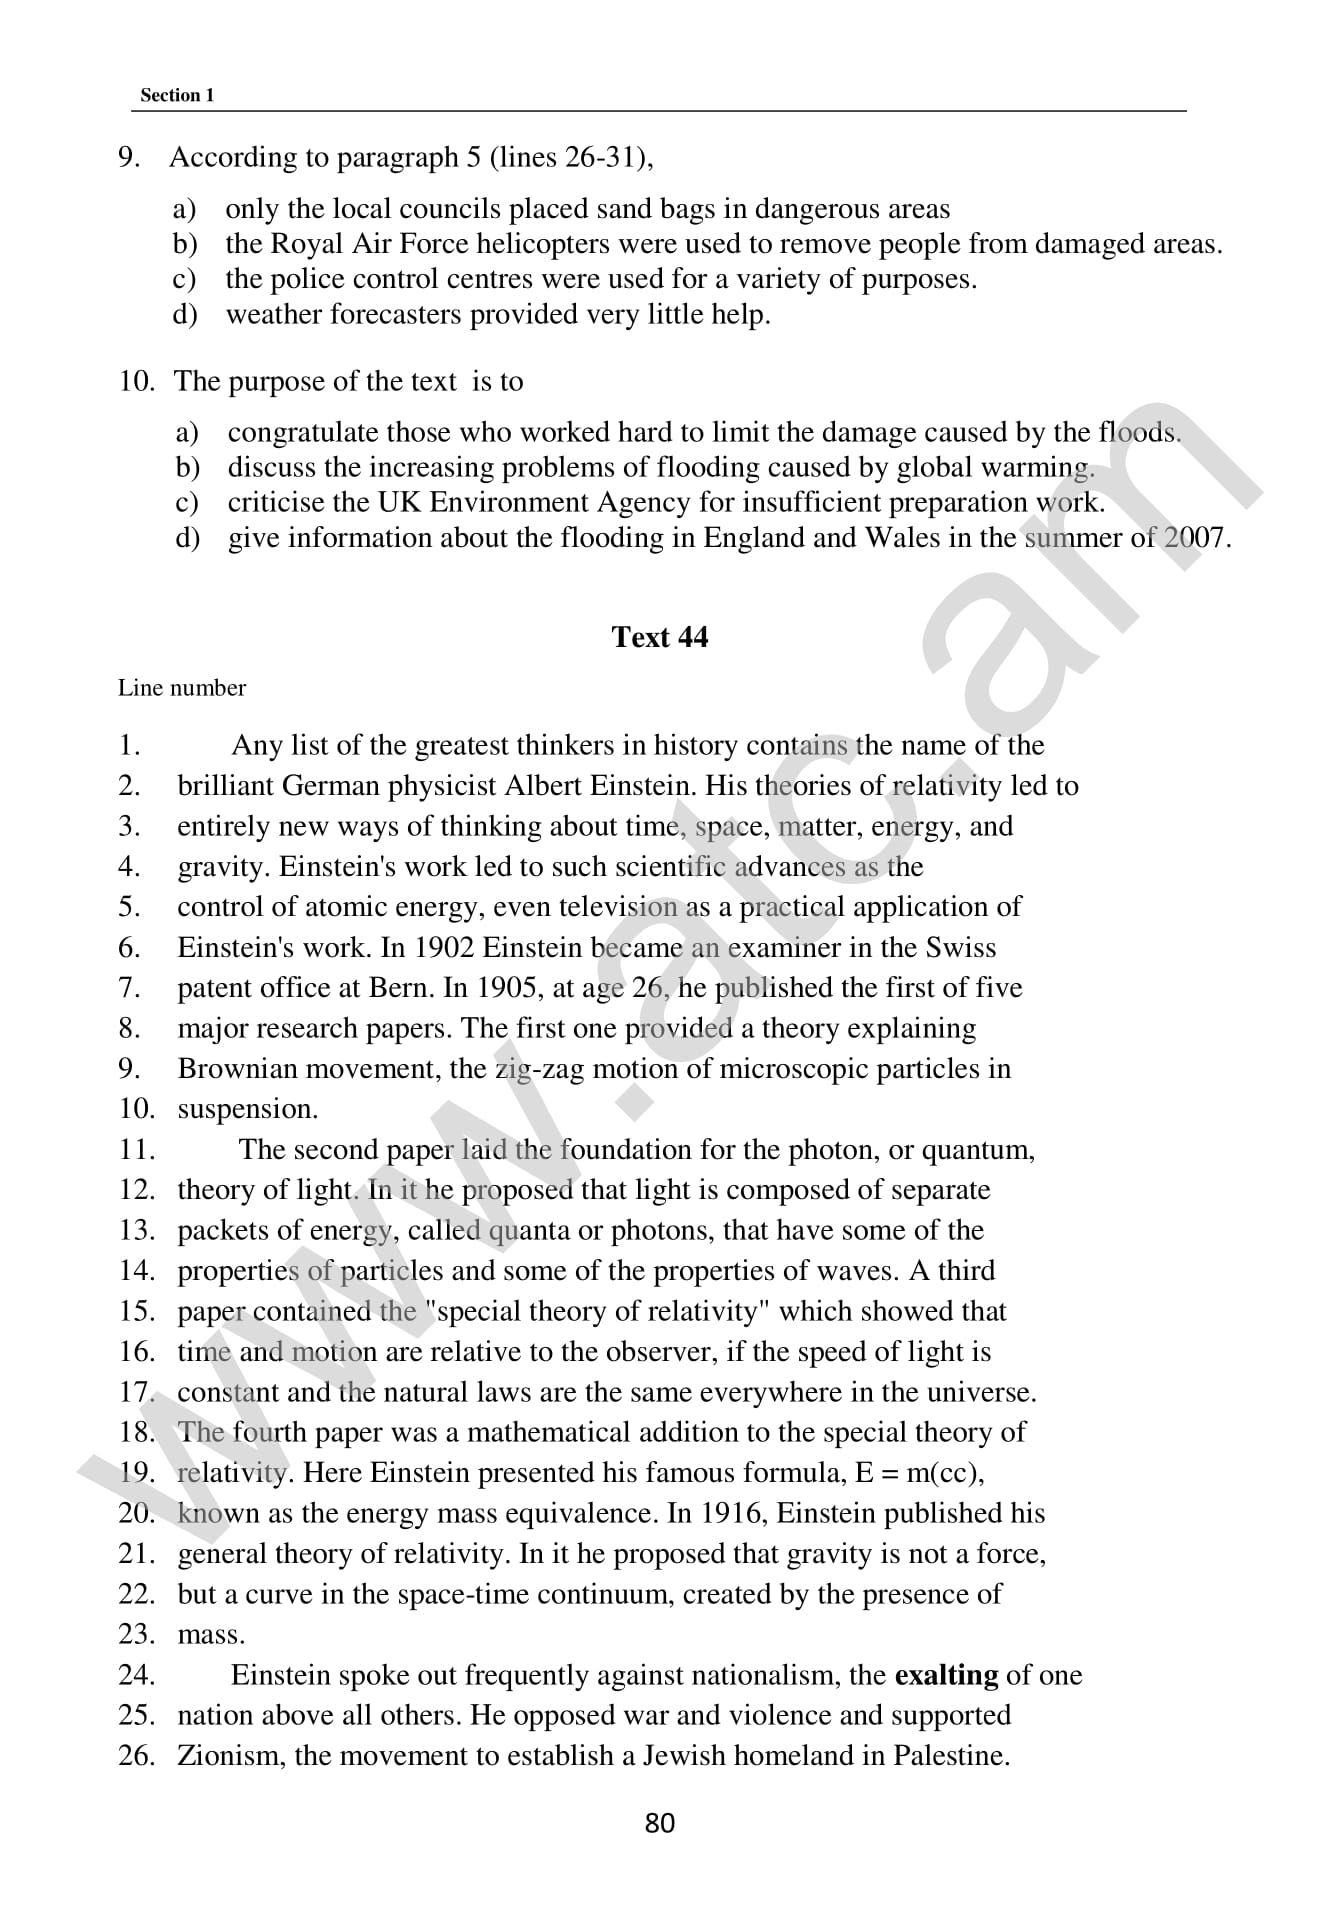 Section 1
9. According to paragraph 5 (lines 26-31),
a) only the local councils placed sand bags in dangerous areas
b) the Royal Air Force helicopters were used to remove people from damaged areas.
c) the police control centres were used for a variety of purposes.
d) weather forecasters provided very little help.
10. The purpose of the text is to
a) congratulate those who worked hard to limit the damage caused by the floods.
b) discuss the increasing problems of flooding caused by global warming.
c) criticise the UK Environment Agency for insufficient preparation work.
d) give information about the flooding in England and Wales in the summer of 2007.
Text 44
Line number
1. Any list of the greatest thinkers in history contains the name of the
2. brilliant German physicist Albert Einstein. His theories of relativity led to
3. entirely new ways of thinking about time, space, matter, energy, and
4. gravity. Einstein's work led to such scientific advances as the
5. control of atomic energy, even television as a practical application of
6. Einstein's work. In 1902 Einstein became an examiner in the Swiss
7. patent office at Bern. In 1905, at age 26, he published the first of five
8. major research papers. The first one provided a theory explaining
9. Brownian movement, the zig-zag motion of microscopic particles in
10. suspension.
11. The second paper laid the foundation for the photon, or quantum,
12. theory of light. In it he proposed that light is composed of separate
13. packets of energy, called quanta or photons, that have some of the
14. properties of particles and some of the properties of waves. A third
15. paper contained the "special theory of relativity" which showed that
16. time and motion are relative to the observer, if the speed of light is
17. constant and the natural laws are the same everywhere in the universe.
18. The fourth paper was a mathematical addition to the special theory of
19. relativity. Here Einstein presented his famous formula, E = m(cc),
20. known as the energy mass equivalence. In 1916, Einstein published his
21. general theory of relativity. In it he proposed that gravity is not a force,
22. but a curve in the space-time continuum, created by the presence of
23. mass.
24. Einstein spoke out frequently against nationalism, the exalting of one
25. nation above all others. He opposed war and violence and supported
26. Zionism, the movement to establish a Jewish homeland in Palestine.
80
www.atc.am